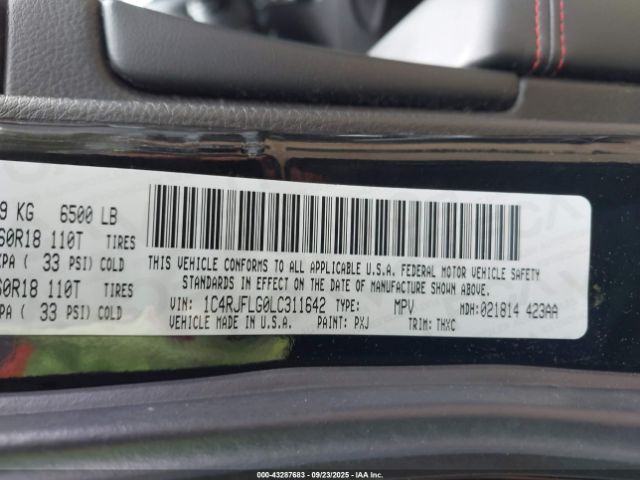 9 KG 6500 LB
60R18 110T TIRES
KPA ( 33 PSI) COLD
60R18 110T TIRES
KPA ( 33 PSI) COLD
THIS VEHICLE CONFORMS TO ALL APPLICABLE U.S.A. FEDERAL MOTOR VEHICLE SAFETY
STANDARDS IN EFFECT ON THE DATE OF MANUFACTURE SHOWN ABOVE.
VIN: 1C4RJFLG0LC311642 TYPE: MPV MDH:021814 423AA
VEHICLE MADE IN U.S.A. PAINT: PXJ TRIM: THXC
000-43287683 - 09/23/2025 - IAA Inc.